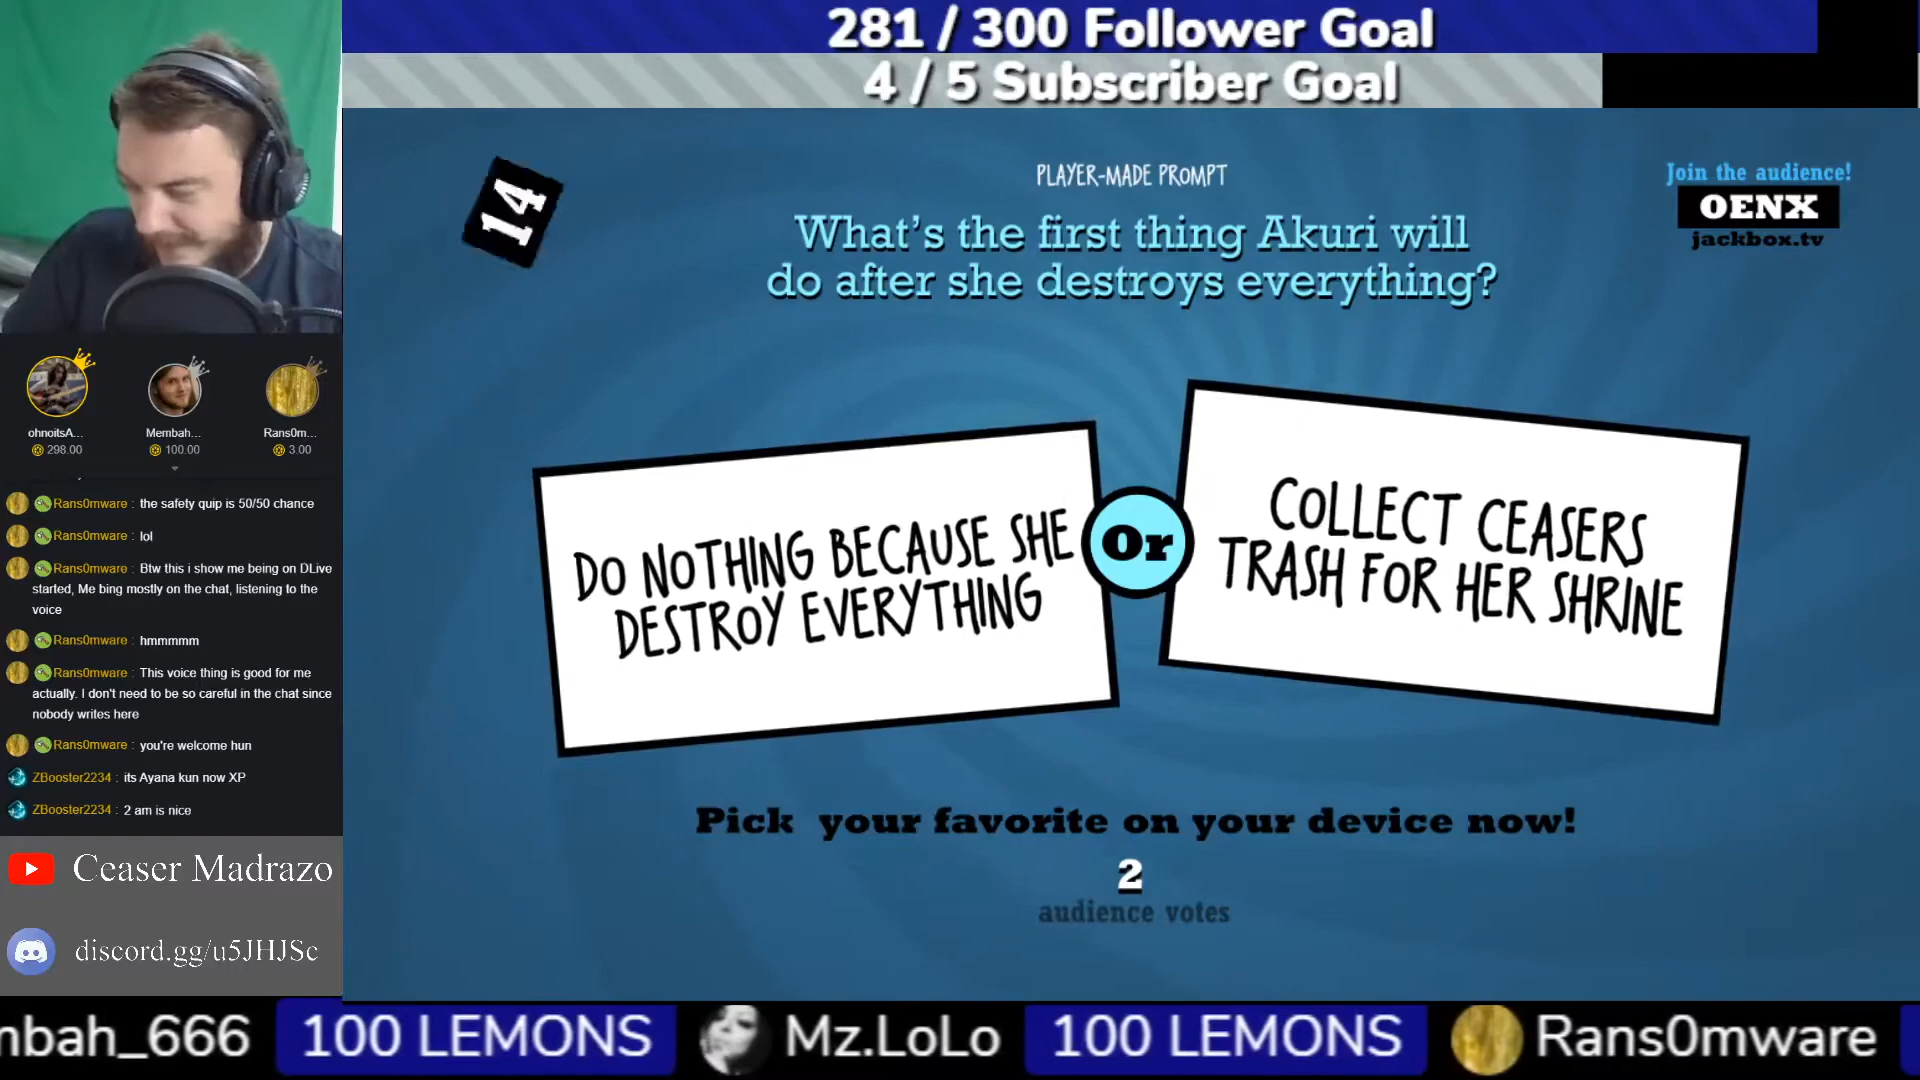 281 / 300 Follower Goal
4 / 5 Subscriber Goal
14
PLAYER-MADE PROMPT
What's the first thing Akuri will
do after she destroys everything?
Join the audience!
OENX
jackbox.tv
DO NOTHING BECAUSE SHE
DESTROY EVERYTHING
Or
COLLECT CEASERS
TRASH FOR HER SHRINE
Pick your favorite on your device now!
2
audience votes
ohnoitsA...
298.00
Membah...
100.00
Rans0m...
3.00
Rans0mware : the safety quip is 50/50 chance
Rans0mware : lol
Rans0mware : Btw this i show me being on DLive
started, Me bing mostly on the chat, listening to the
voice
Rans0mware : hmmmmm
Rans0mware : This voice thing is good for me
actually. I don't need to be so careful in the chat since
nobody writes here
Rans0mware : you're welcome hun
ZBooster2234 : its Ayana kun now XP
ZBooster2234 : 2 am is nice
Ceaser Madrazo
discord.gg/u5JHJSc
mbah_666
100 LEMONS
Mz.LoLo
100 LEMONS
Rans0mware